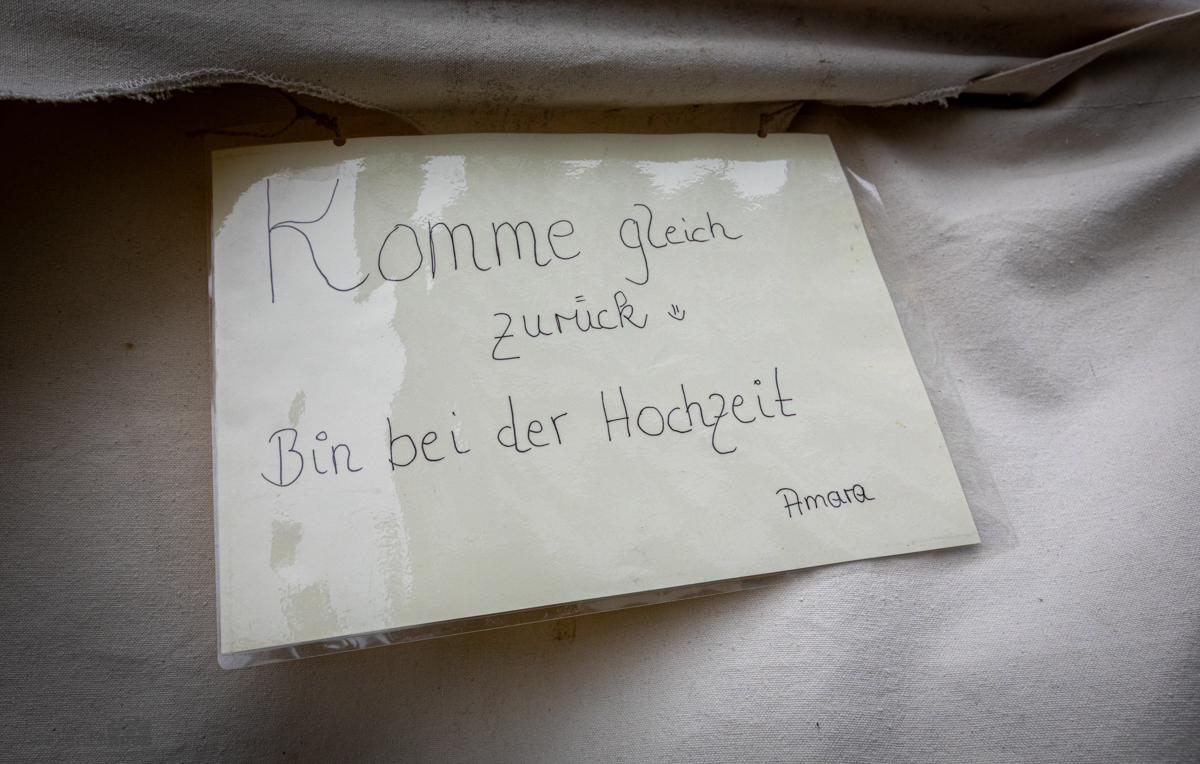 Komme gleich
zurück
Bin bei der Hochzeit
Amara